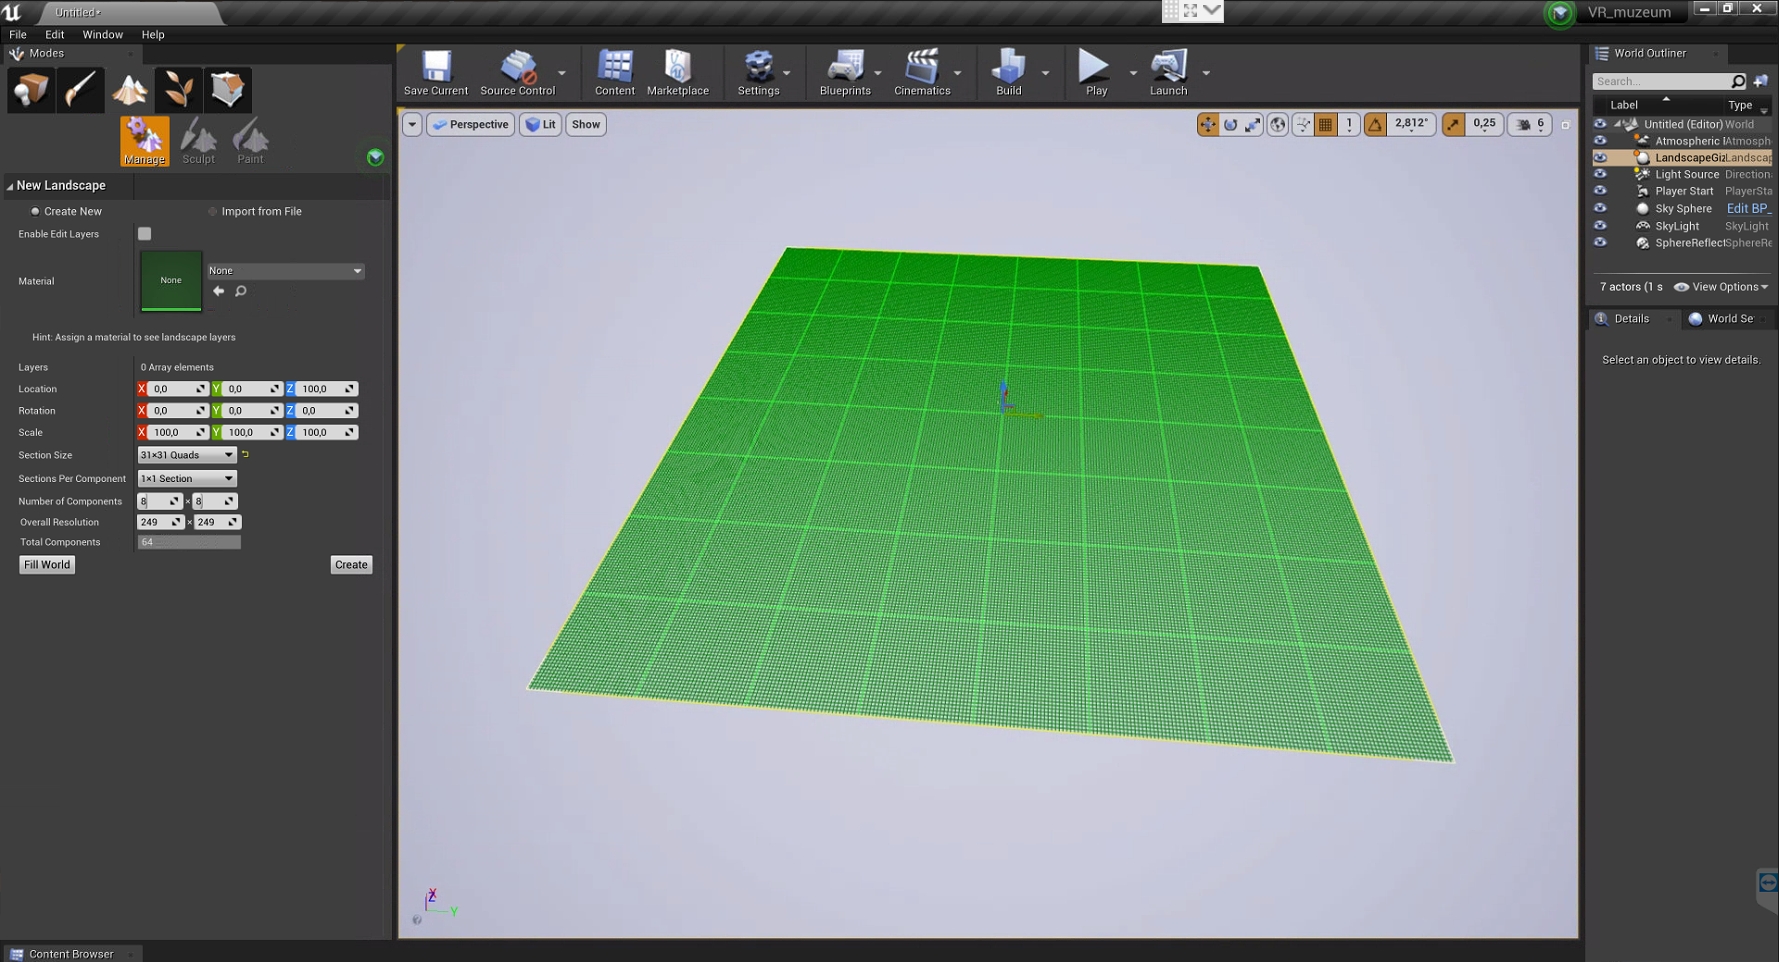 Untitled*
VR_muzeum
File Edit Window Help
Modes
World Outliner
Save Current Source Control Content Marketplace Settings Blueprints Cinematics Build Play Launch
Search...
Label Type
Perspective Lit Show
1 2,812° 0,25 6
Untitled (Editor) World
Atmospheric Atmosph
LandscapeGiz Landscap
Light Source Direction
Player Start PlayerSta
Sky Sphere Edit BP_
SkyLight SkyLight
SphereReflect SphereRe
7 actors (1 s View Options
Details World Se
Select an object to view details.
Manage Sculpt Paint
New Landscape
Create New Import from File
Enable Edit Layers
Material None None
Hint: Assign a material to see landscape layers
Layers 0 Array elements
Location X 0,0 Y 0,0 Z 100,0
Rotation X 0,0 Y 0,0 Z 0,0
Scale X 100,0 Y 100,0 Z 100,0
Section Size 31×31 Quads
Sections Per Component 1×1 Section
Number of Components 8 × 8
Overall Resolution 249 × 249
Total Components 64
Fill World Create
X
Z
Y
Content Browser